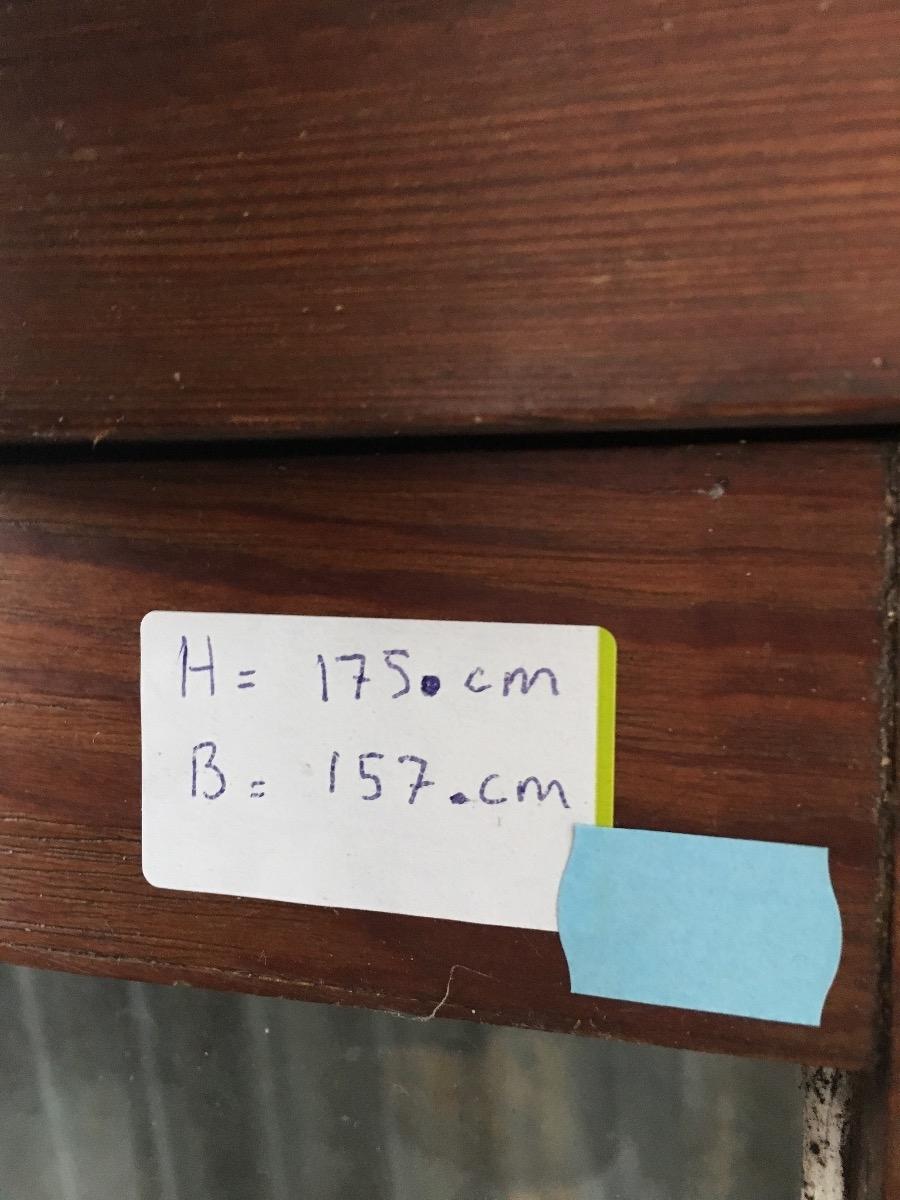 H = 175. cm
B = 157. cm